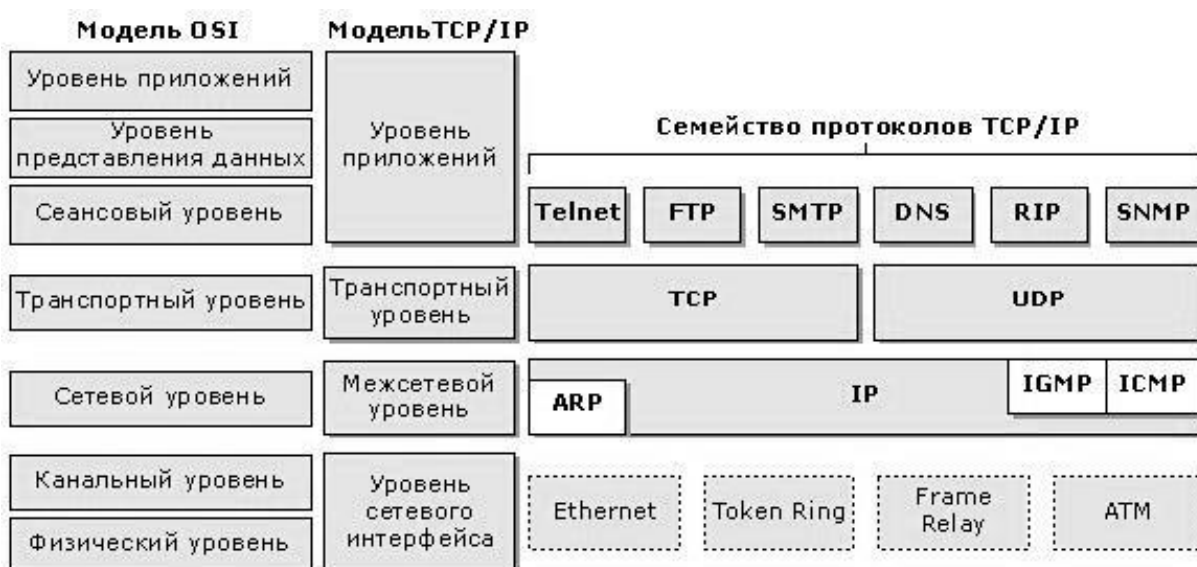 Модель OSI
МодельTCP/IP
Уровень приложений
Уровень
представления данных
Сеансовый уровень
Уровень
приложений
Семейство протоколов TCP/IP
Telnet
FTP
SMTP
DNS
RIP
SNMP
Транспортный уровень
Транспортный
уровень
TCP
UDP
Сетевой уровень
Межсетевой
уровень
ARP
IP
IGMP
ICMP
Канальный уровень
Физический уровень
Уровень
сетевого
интерфейса
Ethernet
Token Ring
Frame
Relay
ATM